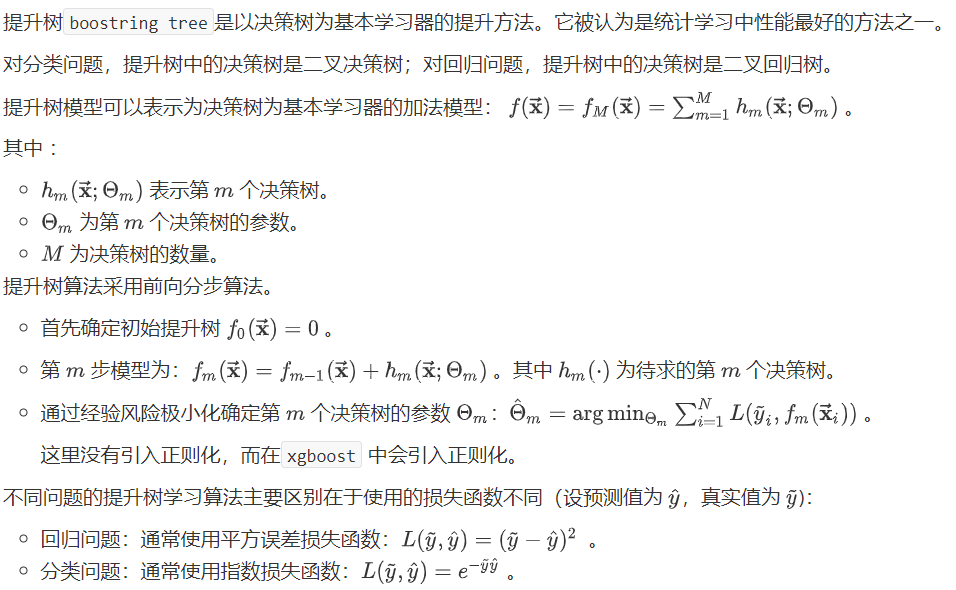 提升树 boostring tree 是以决策树为基本学习器的提升方法。它被认为是统计学习中性能最好的方法之一。
对分类问题，提升树中的决策树是二叉决策树；对回归问题，提升树中的决策树是二叉回归树。
提升树模型可以表示为决策树为基本学习器的加法模型： $f(\vec{\mathbf{x}}) = f_M(\vec{\mathbf{x}}) = \sum_{m=1}^{M} h_m(\vec{\mathbf{x}}; \Theta_m)$ 。
其中：
○ $h_m(\vec{\mathbf{x}}; \Theta_m)$ 表示第 $m$ 个决策树。
○ $\Theta_m$ 为第 $m$ 个决策树的参数。
○ $M$ 为决策树的数量。
提升树算法采用前向分步算法。
○ 首先确定初始提升树 $f_0(\vec{\mathbf{x}}) = 0$ 。
○ 第 $m$ 步模型为： $f_m(\vec{\mathbf{x}}) = f_{m-1}(\vec{\mathbf{x}}) + h_m(\vec{\mathbf{x}}; \Theta_m)$ 。其中 $h_m(\cdot)$ 为待求的第 $m$ 个决策树。
○ 通过经验风险极小化确定第 $m$ 个决策树的参数 $\Theta_m$ ： $\hat{\Theta}_m = \arg\min_{\Theta_m} \sum_{i=1}^{N} L(\tilde{y}_i, f_m(\vec{\mathbf{x}}_i))$ 。
这里没有引入正则化，而在 xgboost 中会引入正则化。
不同问题的提升树学习算法主要区别在于使用的损失函数不同（设预测值为 $\hat{y}$，真实值为 $\tilde{y}$）：
○ 回归问题：通常使用平方误差损失函数： $L(\tilde{y}, \hat{y}) = (\tilde{y} - \hat{y})^2$ 。
○ 分类问题：通常使用指数损失函数： $L(\tilde{y}, \hat{y}) = e^{-\tilde{y}\hat{y}}$ 。